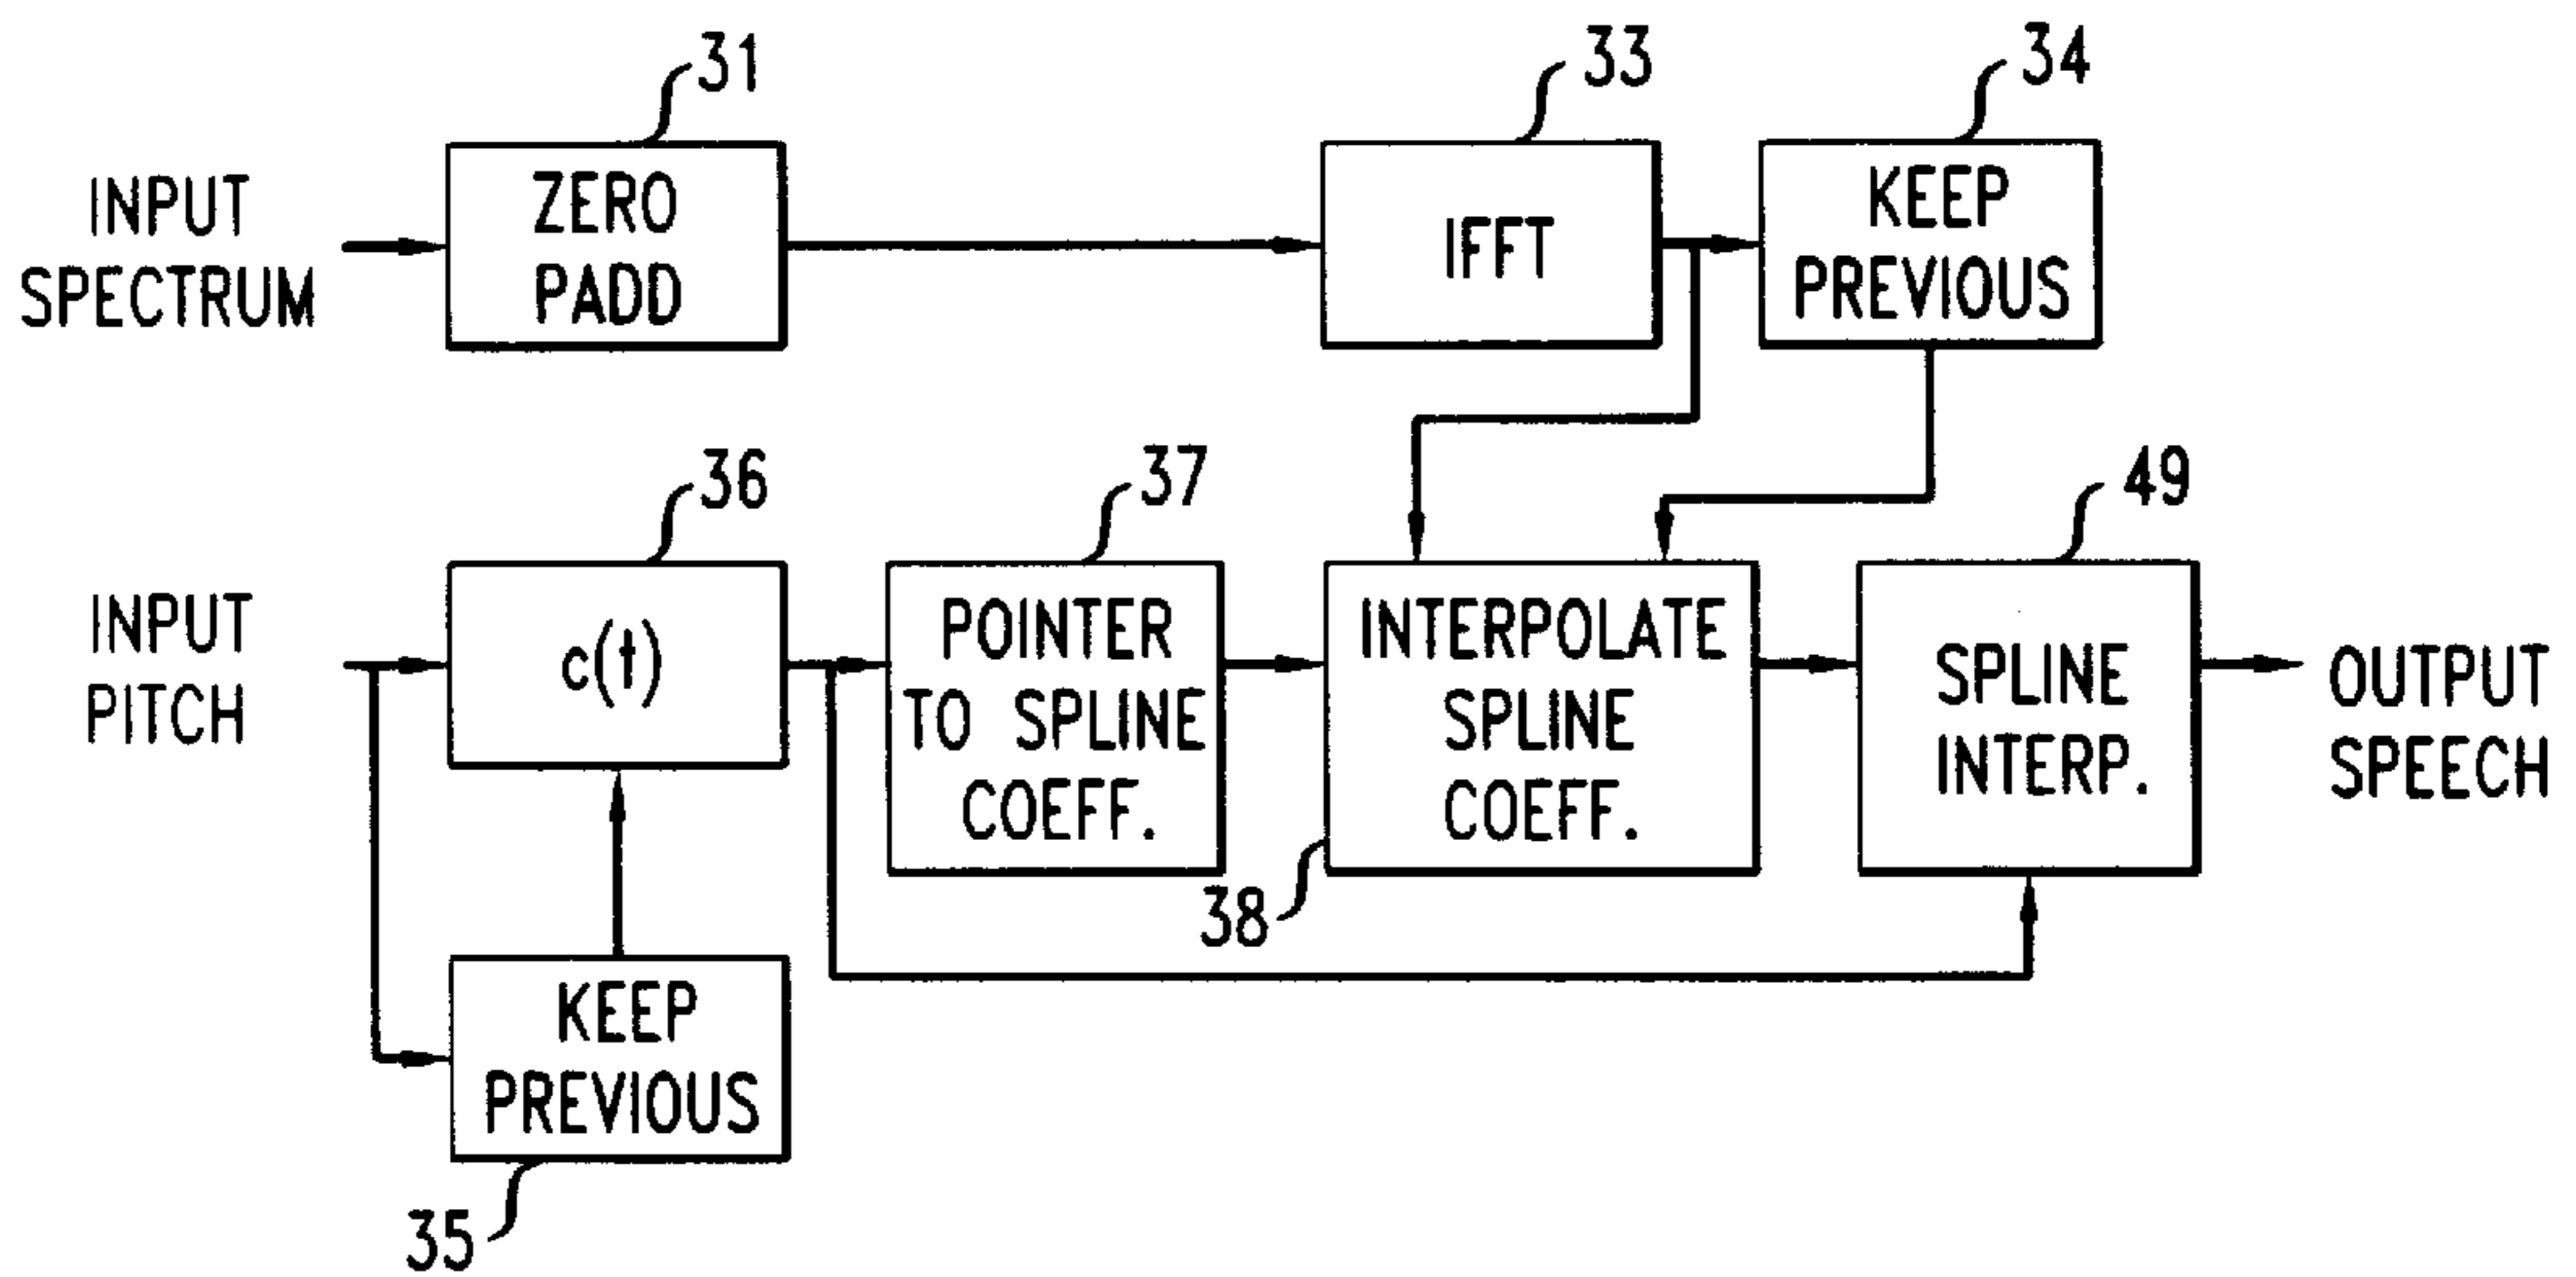 31
33
34
INPUT
SPECTRUM
ZERO
PADD
IFFT
KEEP
PREVIOUS
36
37
49
INPUT
PITCH
c(t)
POINTER
TO SPLINE
COEFF.
INTERPOLATE
SPLINE
COEFF.
SPLINE
INTERP.
OUTPUT
SPEECH
38
KEEP
PREVIOUS
35